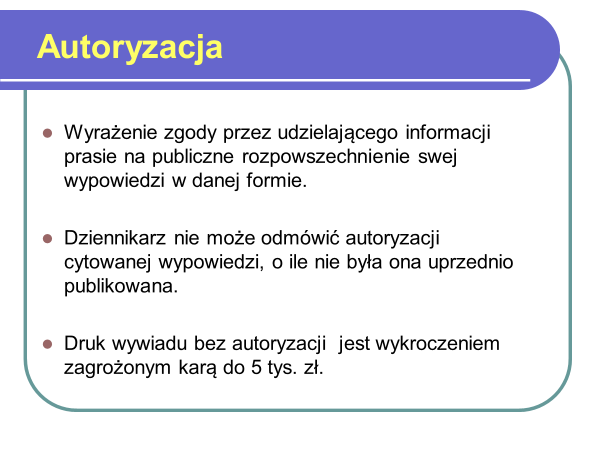 Autoryzacja
Wyrażenie zgody przez udzielającego informacji
prasie na publiczne rozpowszechnienie swej
wypowiedzi w danej formie.
Dziennikarz nie może odmówić autoryzacji
cytowanej wypowiedzi, o ile nie była ona uprzednio
publikowana.
Druk wywiadu bez autoryzacji jest wykroczeniem
zagrożonym karą do 5 tys. zł.